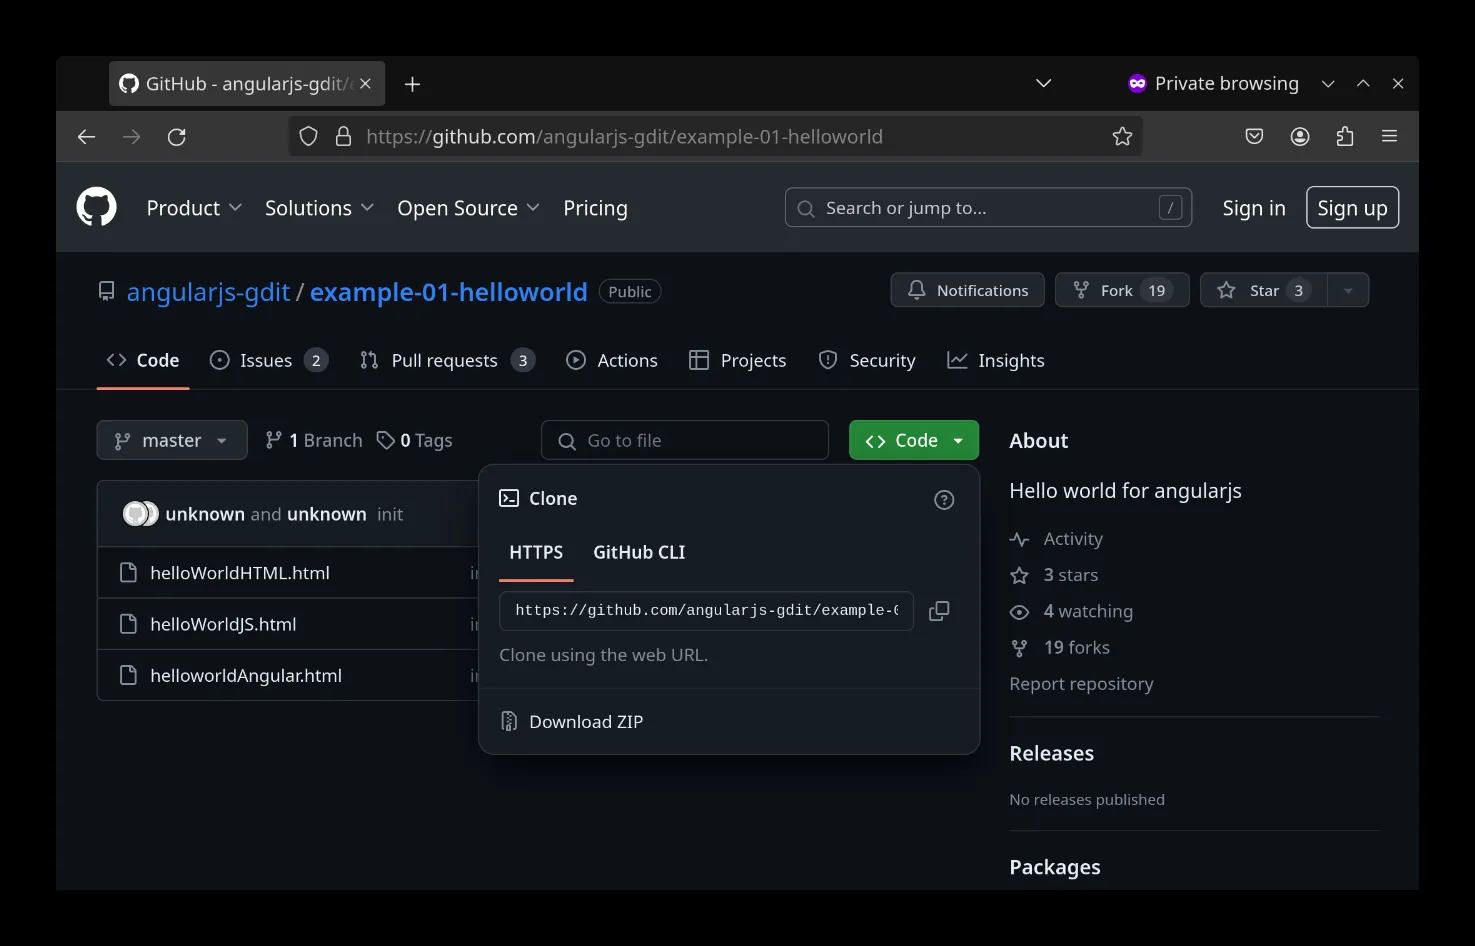 GitHub - angularjs-gdit/e
Private browsing
https://github.com/angularjs-gdit/example-01-helloworld
Product Solutions Open Source Pricing Search or jump to... / Sign in Sign up
angularjs-gdit / example-01-helloworld Public Notifications Fork 19 Star 3
Code Issues 2 Pull requests 3 Actions Projects Security Insights
master 1 Branch 0 Tags Go to file Code
unknown and unknown init
helloWorldHTML.html
helloWorldJS.html
helloworldAngular.html
Clone
HTTPS GitHub CLI
https://github.com/angularjs-gdit/example-0
Clone using the web URL.
Download ZIP
About
Hello world for angularjs
Activity
3 stars
4 watching
19 forks
Report repository
Releases
No releases published
Packages